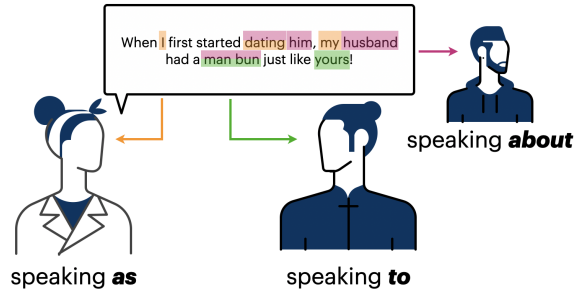 When I first started dating him, my husband
had a man bun just like yours!
speaking about
speaking as
speaking to